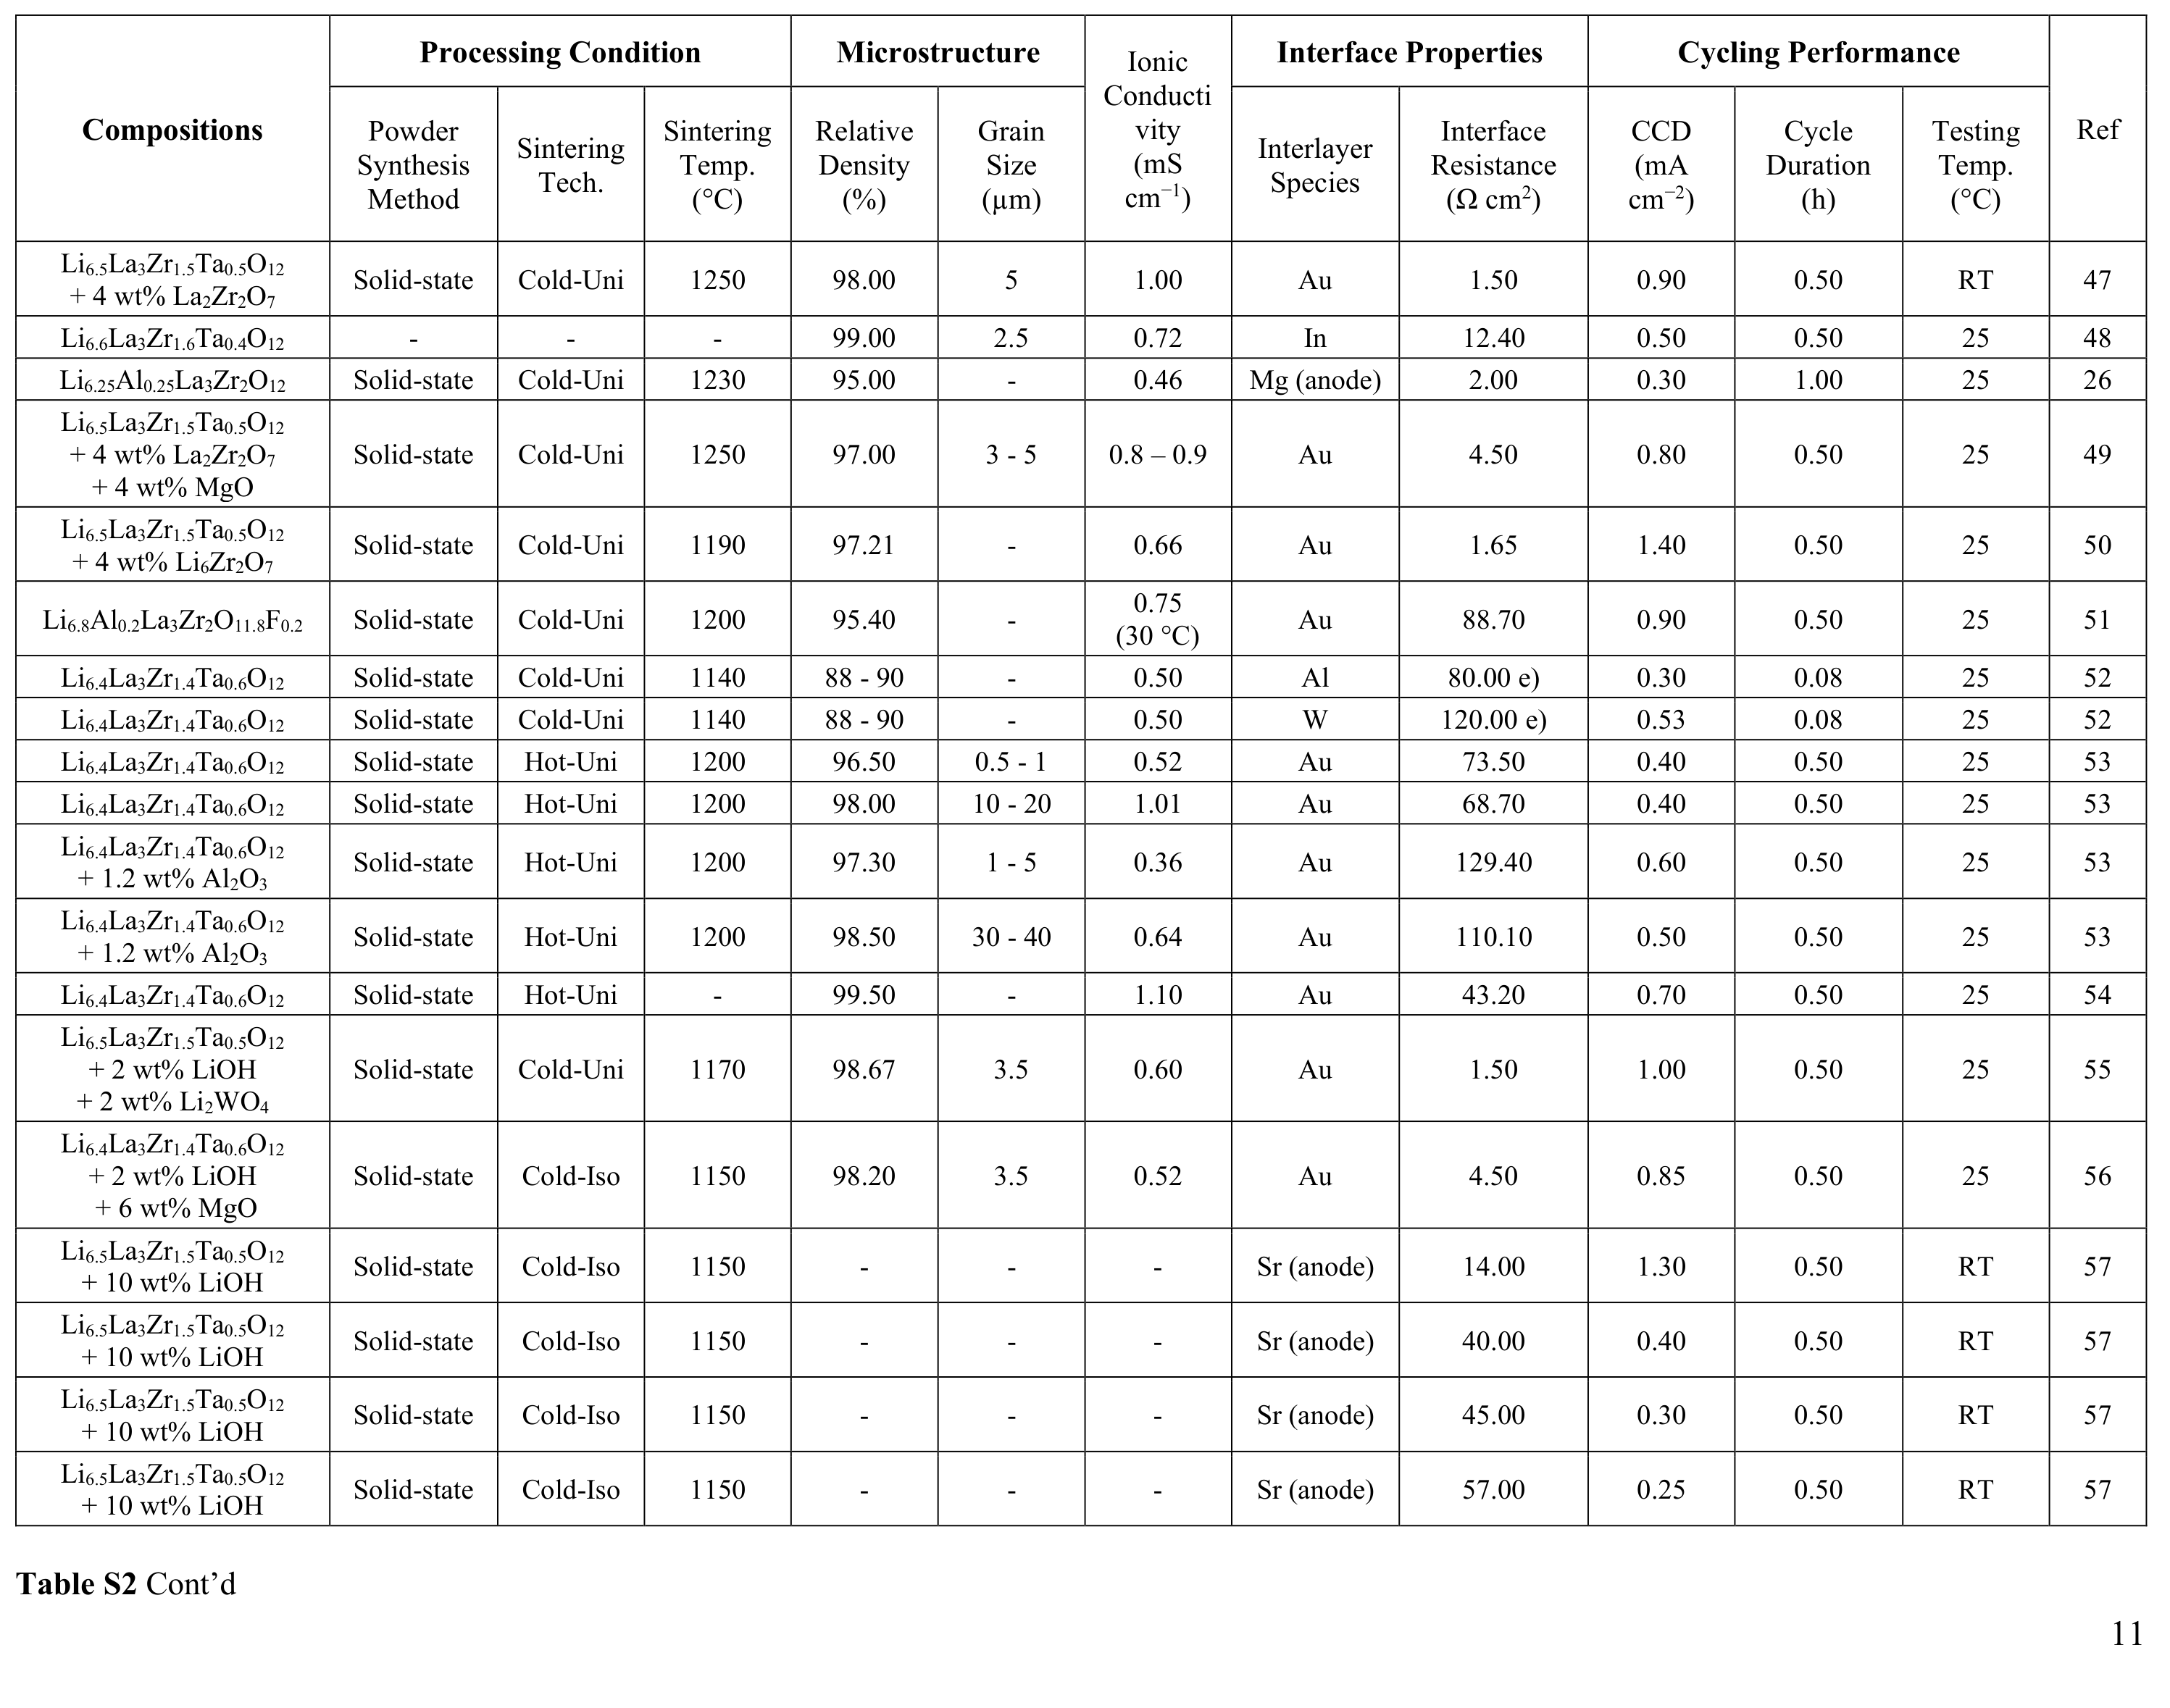 Compositions Processing Condition Microstructure Ionic Conducti vity (mS cm⁻¹) Interface Properties Cycling Performance Ref
Powder Synthesis Method Sintering Tech. Sintering Temp. (°C) Relative Density (%) Grain Size (µm) Interlayer Species Interface Resistance (Ω cm²) CCD (mA cm⁻²) Cycle Duration (h) Testing Temp. (°C)
Li₆.₅La₃Zr₁.₅Ta₀.₅O₁₂
+ 4 wt% La₂Zr₂O₇ Solid-state Cold-Uni 1250 98.00 5 1.00 Au 1.50 0.90 0.50 RT 47
Li₆.₆La₃Zr₁.₆Ta₀.₄O₁₂ - - - 99.00 2.5 0.72 In 12.40 0.50 0.50 25 48
Li₆.₂₅Al₀.₂₅La₃Zr₂O₁₂ Solid-state Cold-Uni 1230 95.00 - 0.46 Mg (anode) 2.00 0.30 1.00 25 26
Li₆.₅La₃Zr₁.₅Ta₀.₅O₁₂
+ 4 wt% La₂Zr₂O₇ Solid-state Cold-Uni 1250 97.00 3 - 5 0.8 – 0.9 Au 4.50 0.80 0.50 25 49
+ 4 wt% MgO
Li₆.₅La₃Zr₁.₅Ta₀.₅O₁₂
+ 4 wt% Li₆Zr₂O₇ Solid-state Cold-Uni 1190 97.21 - 0.66 Au 1.65 1.40 0.50 25 50
Li₆.₈Al₀.₂La₃Zr₂O₁₁.₈F₀.₂ Solid-state Cold-Uni 1200 95.40 - 0.75 (30 °C) Au 88.70 0.90 0.50 25 51
Li₆.₄La₃Zr₁.₄Ta₀.₆O₁₂ Solid-state Cold-Uni 1140 88 - 90 - 0.50 Al 80.00 e) 0.30 0.08 25 52
Li₆.₄La₃Zr₁.₄Ta₀.₆O₁₂ Solid-state Cold-Uni 1140 88 - 90 - 0.50 W 120.00 e) 0.53 0.08 25 52
Li₆.₄La₃Zr₁.₄Ta₀.₆O₁₂ Solid-state Hot-Uni 1200 96.50 0.5 - 1 0.52 Au 73.50 0.40 0.50 25 53
Li₆.₄La₃Zr₁.₄Ta₀.₆O₁₂ Solid-state Hot-Uni 1200 98.00 10 - 20 1.01 Au 68.70 0.40 0.50 25 53
Li₆.₄La₃Zr₁.₄Ta₀.₆O₁₂
+ 1.2 wt% Al₂O₃ Solid-state Hot-Uni 1200 97.30 1 - 5 0.36 Au 129.40 0.60 0.50 25 53
Li₆.₄La₃Zr₁.₄Ta₀.₆O₁₂
+ 1.2 wt% Al₂O₃ Solid-state Hot-Uni 1200 98.50 30 - 40 0.64 Au 110.10 0.50 0.50 25 53
Li₆.₄La₃Zr₁.₄Ta₀.₆O₁₂ Solid-state Hot-Uni - 99.50 - 1.10 Au 43.20 0.70 0.50 25 54
Li₆.₅La₃Zr₁.₅Ta₀.₅O₁₂
+ 2 wt% LiOH Solid-state Cold-Uni 1170 98.67 3.5 0.60 Au 1.50 1.00 0.50 25 55
+ 2 wt% Li₂WO₄
Li₆.₄La₃Zr₁.₄Ta₀.₆O₁₂
+ 2 wt% LiOH Solid-state Cold-Iso 1150 98.20 3.5 0.52 Au 4.50 0.85 0.50 25 56
+ 6 wt% MgO
Li₆.₅La₃Zr₁.₅Ta₀.₅O₁₂
+ 10 wt% LiOH Solid-state Cold-Iso 1150 - - - Sr (anode) 14.00 1.30 0.50 RT 57
Li₆.₅La₃Zr₁.₅Ta₀.₅O₁₂
+ 10 wt% LiOH Solid-state Cold-Iso 1150 - - - Sr (anode) 40.00 0.40 0.50 RT 57
Li₆.₅La₃Zr₁.₅Ta₀.₅O₁₂
+ 10 wt% LiOH Solid-state Cold-Iso 1150 - - - Sr (anode) 45.00 0.30 0.50 RT 57
Li₆.₅La₃Zr₁.₅Ta₀.₅O₁₂
+ 10 wt% LiOH Solid-state Cold-Iso 1150 - - - Sr (anode) 57.00 0.25 0.50 RT 57
Table S2 Cont’d
11